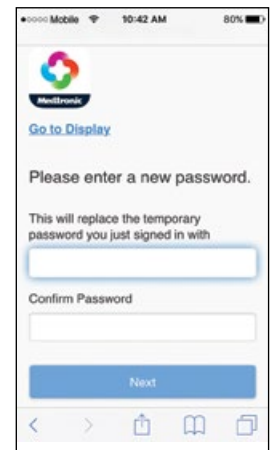 Mobile 10:42 AM 80%
Medtronic
Go to Display
Please enter a new password.
This will replace the temporary
password you just signed in with
Confirm Password
Next